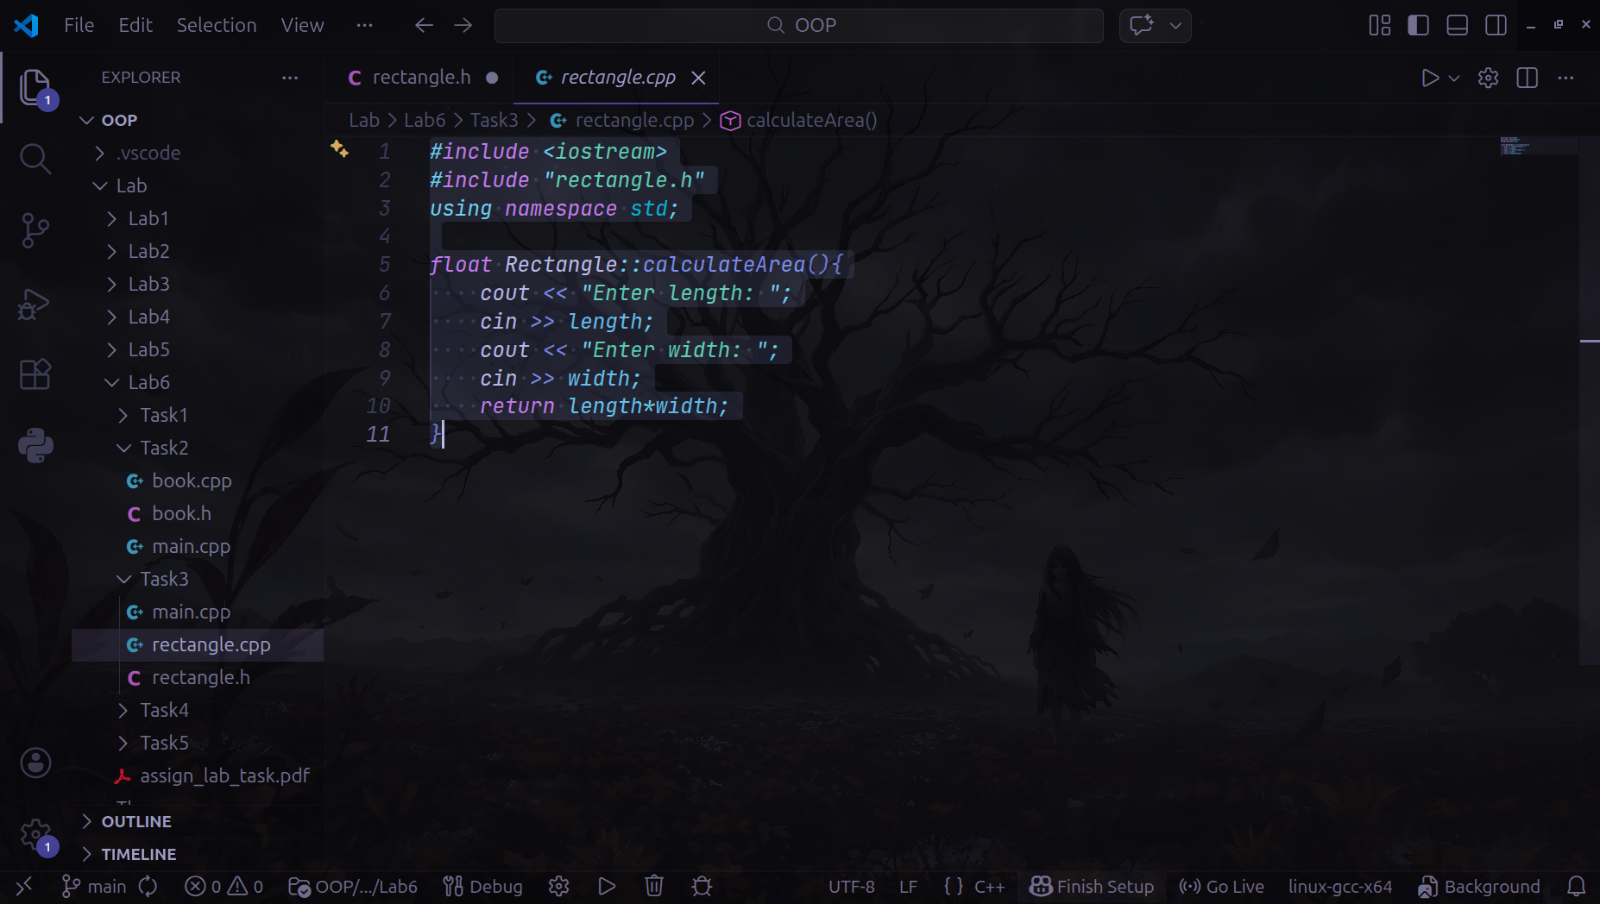 File Edit Selection View ··· OOP
EXPLORER ···
OOP
.vscode
Lab
Lab1
Lab2
Lab3
Lab4
Lab5
Lab6
Task1
Task2
book.cpp
book.h
main.cpp
Task3
main.cpp
rectangle.cpp
rectangle.h
Task4
Task5
assign_lab_task.pdf
OUTLINE
TIMELINE
1
1
rectangle.h rectangle.cpp
Lab > Lab6 > Task3 > rectangle.cpp > calculateArea()
1 #include <iostream>
2 #include "rectangle.h"
3 using namespace std;
4
5 float Rectangle::calculateArea(){
6     cout << "Enter length: ";
7     cin >> length;
8     cout << "Enter width: ";
9     cin >> width;
10     return length*width;
11 }
main 0 0 OOP/.../Lab6 Debug UTF-8 LF { } C++ Finish Setup Go Live linux-gcc-x64 Background